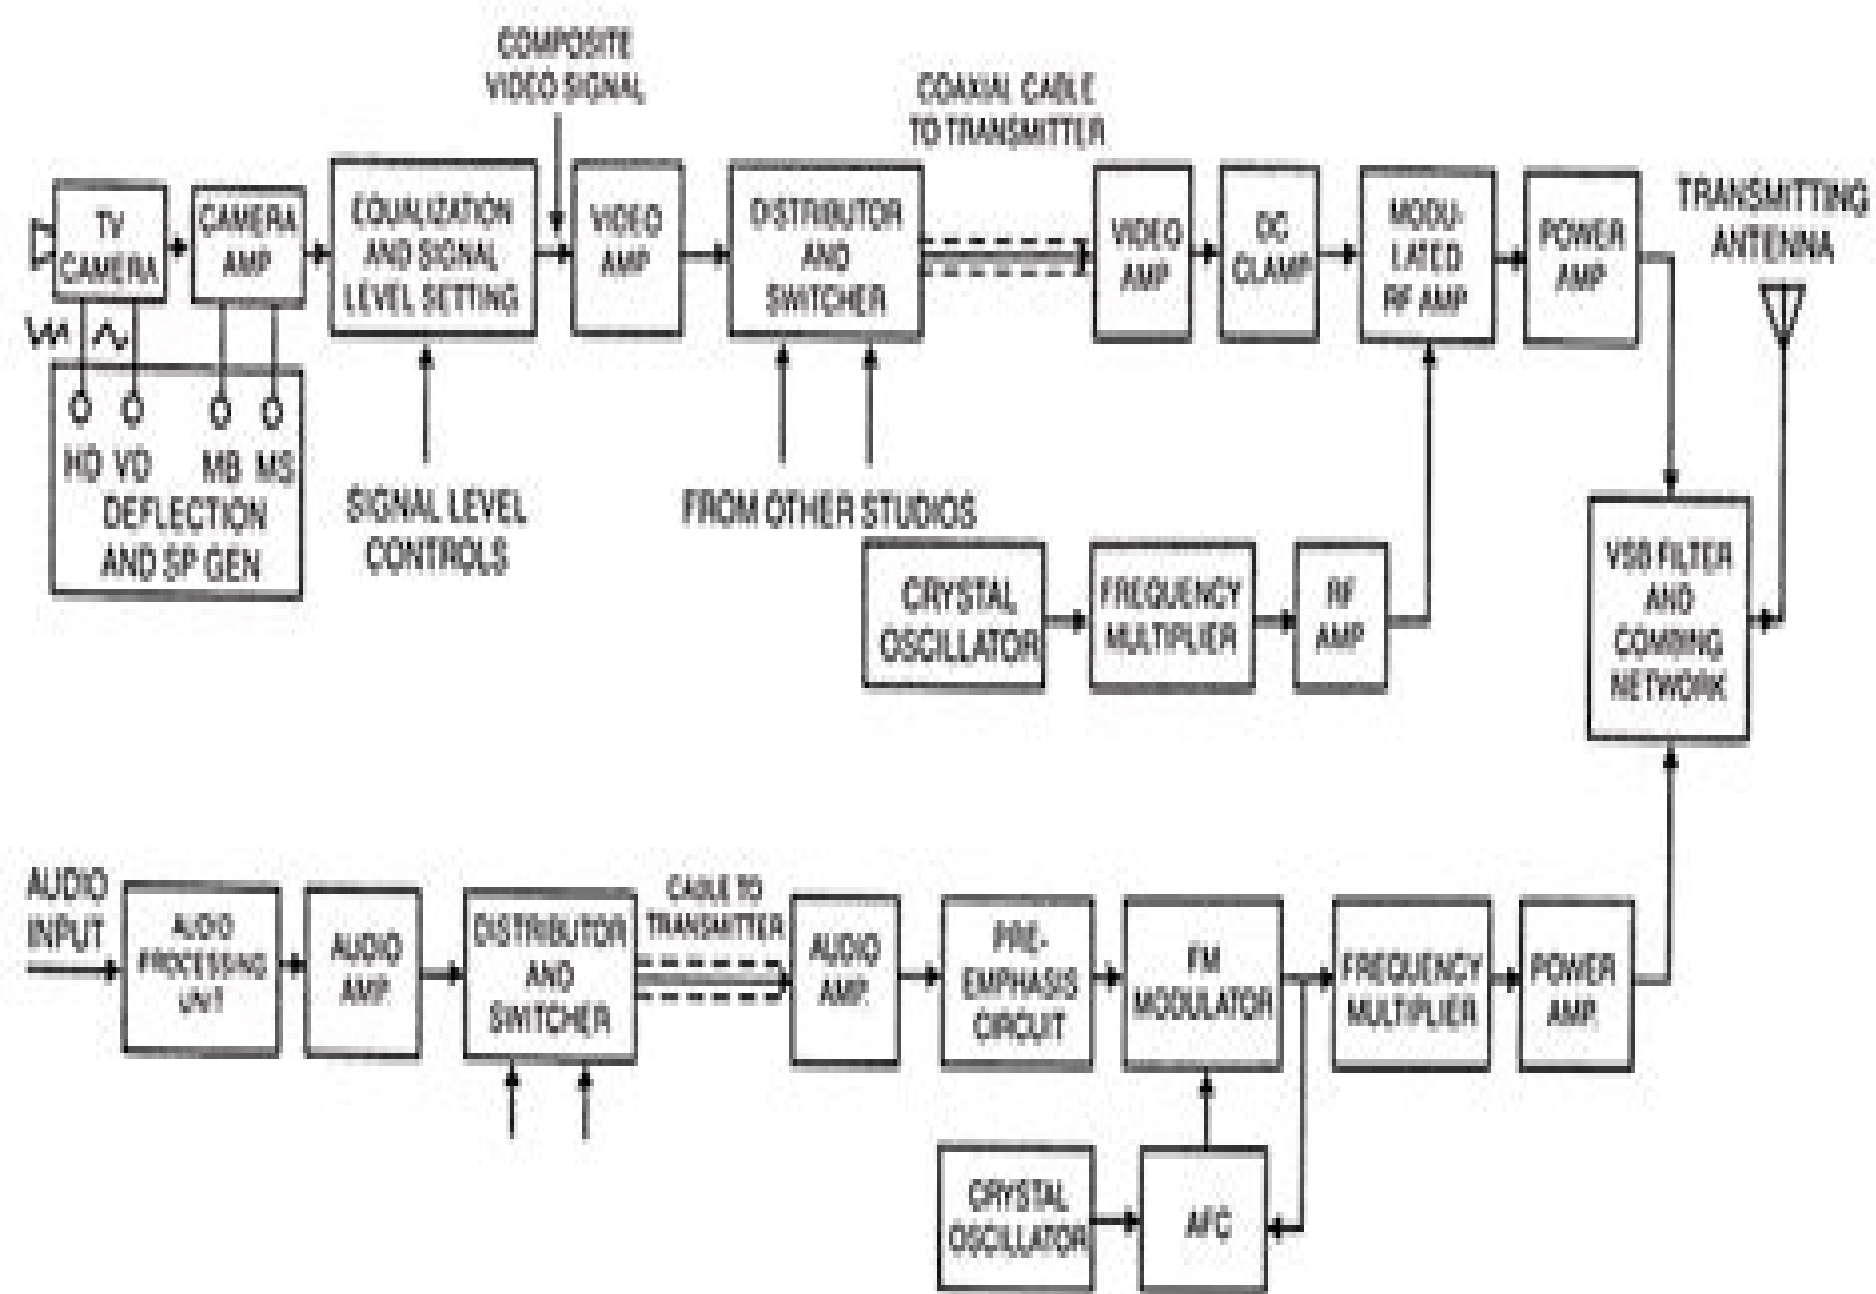 COMPOSITE
VIDEO SIGNAL
COAXIAL CABLE
TO TRANSMITTER
TV
CAMERA
CAMERA
AMP
EQUALIZATION
AND SIGNAL
LEVEL SETTING
VIDEO
AMP
DISTRIBUTOR
AND
SWITCHER
VIDEO
AMP
DC
CLAMP
MODU-
LATED
RF AMP
POWER
AMP
TRANSMITTING
ANTENNA
HD VD MB MS
DEFLECTION
AND SP GEN
SIGNAL LEVEL
CONTROLS
FROM OTHER STUDIOS
CRYSTAL
OSCILLATOR
FREQUENCY
MULTIPLIER
RF
AMP
VSB FILTER
AND
COMBING
NETWORK
AUDIO
INPUT
AUDIO
PROCESSING
UNIT
AUDIO
AMP.
DISTRIBUTOR
AND
SWITCHER
CABLE TO
TRANSMITTER
AUDIO
AMP.
PRE-
EMPHASIS
CIRCUIT
FM
MODULATOR
FREQUENCY
MULTIPLIER
POWER
AMP.
CRYSTAL
OSCILLATOR
AFC